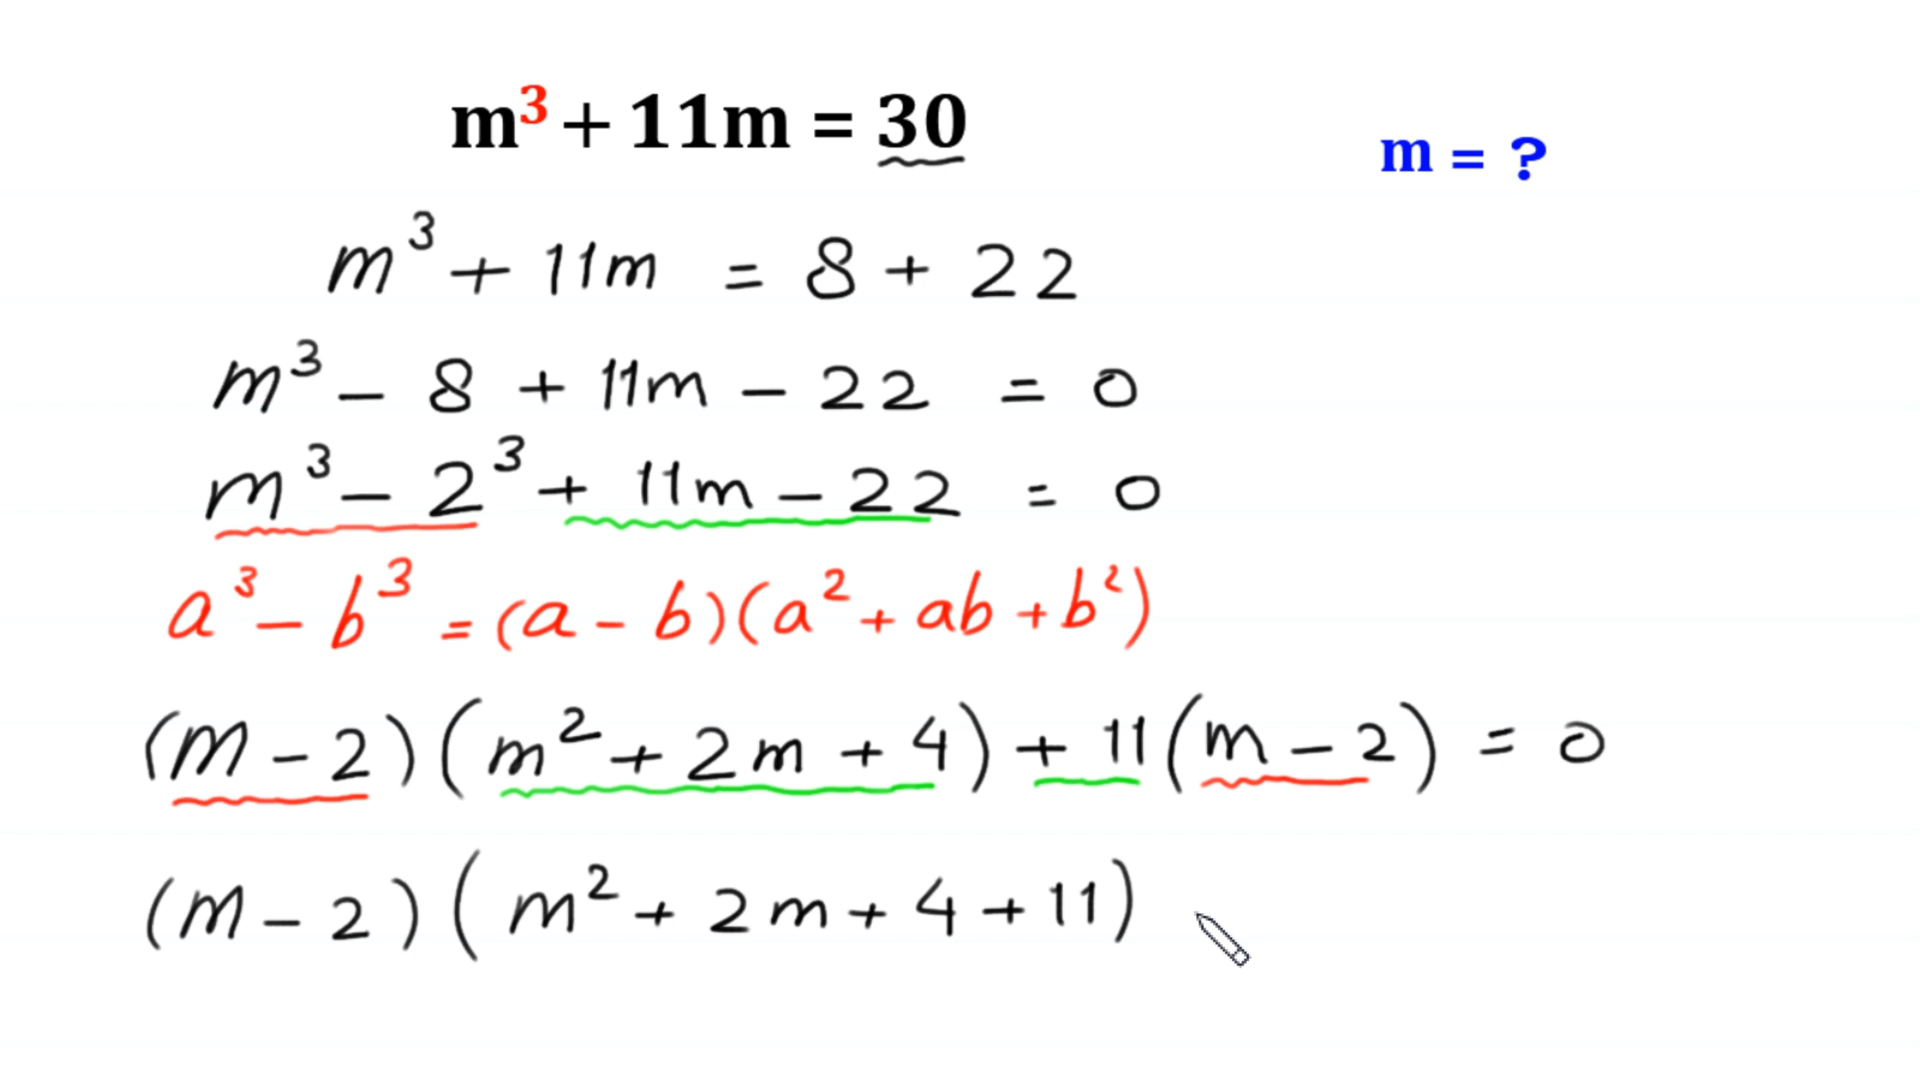 m³ + 11m = 30
m = ?
m³ + 11m = 8 + 22
m³ - 8 + 11m - 22 = 0
m³ - 2³ + 11m - 22 = 0
a³ - b³ = (a - b)(a² + ab + b²)
(m - 2)(m² + 2m + 4) + 11(m - 2) = 0
(m - 2)(m² + 2m + 4 + 11)